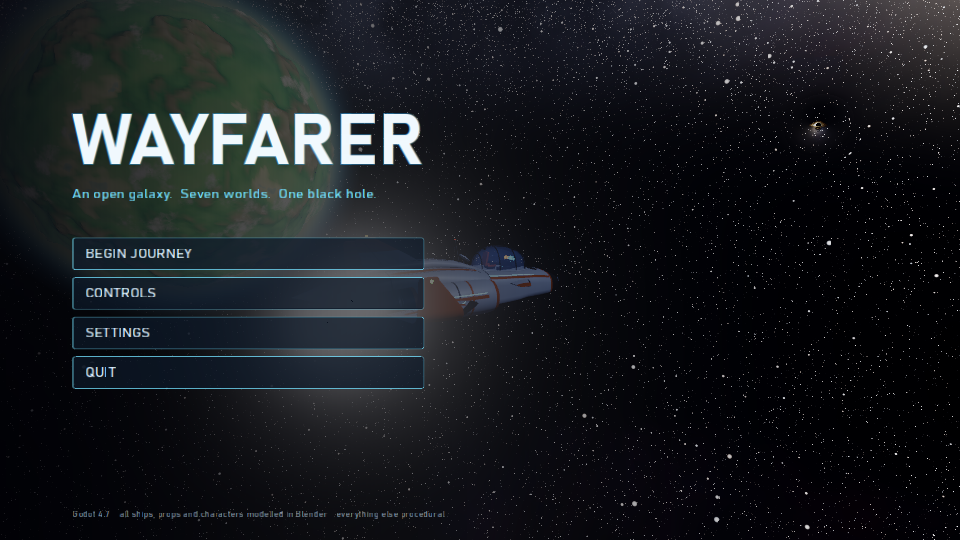 WAYFARER
An open galaxy. Seven worlds. One black hole.
BEGIN JOURNEY
CONTROLS
SETTINGS
QUIT
Godot 4.7 all ships, props and characters modelled in Blender everything else procedural